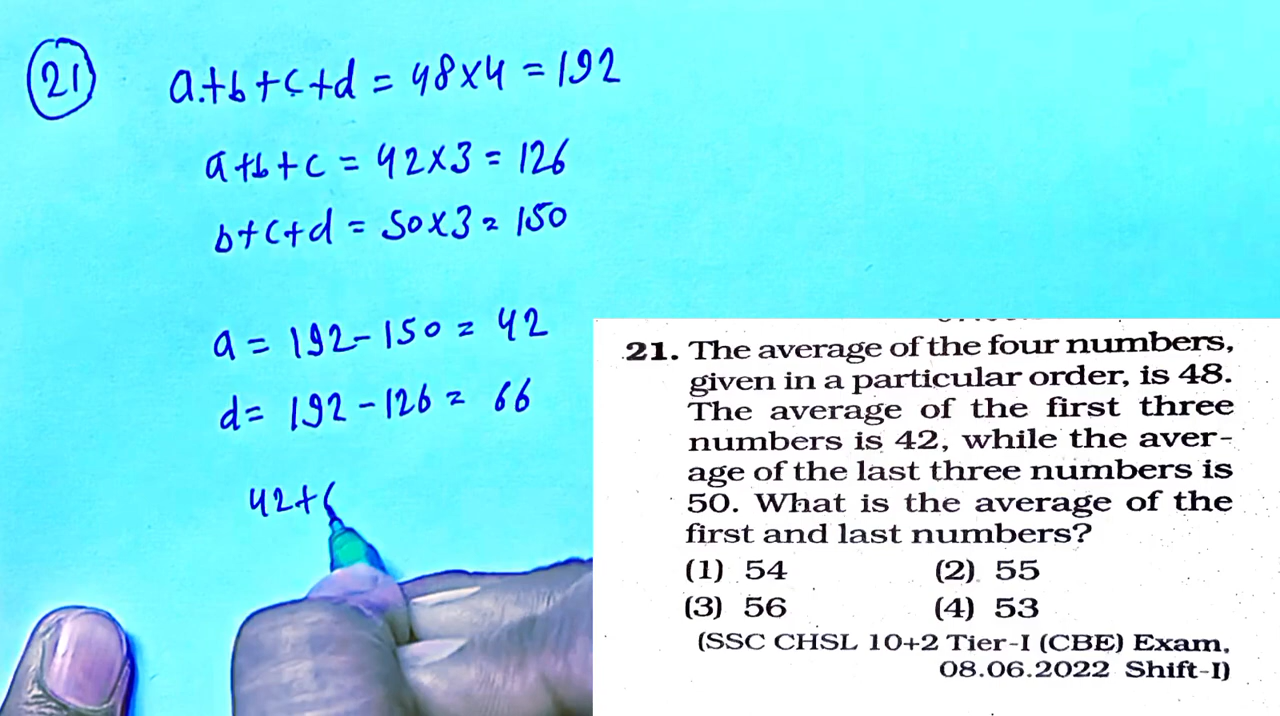 21
a+b+c+d = 48×4 = 192
a+b+c = 42×3 = 126
b+c+d = 50×3 = 150
a = 192-150 = 42
d = 192-126 = 66
42+
21. The average of the four numbers,
given in a particular order, is 48.
The average of the first three
numbers is 42, while the aver-
age of the last three numbers is
50. What is the average of the
first and last numbers?
(1) 54 (2) 55
(3) 56 (4) 53
(SSC CHSL 10+2 Tier-I (CBE) Exam,
08.06.2022 Shift-I)